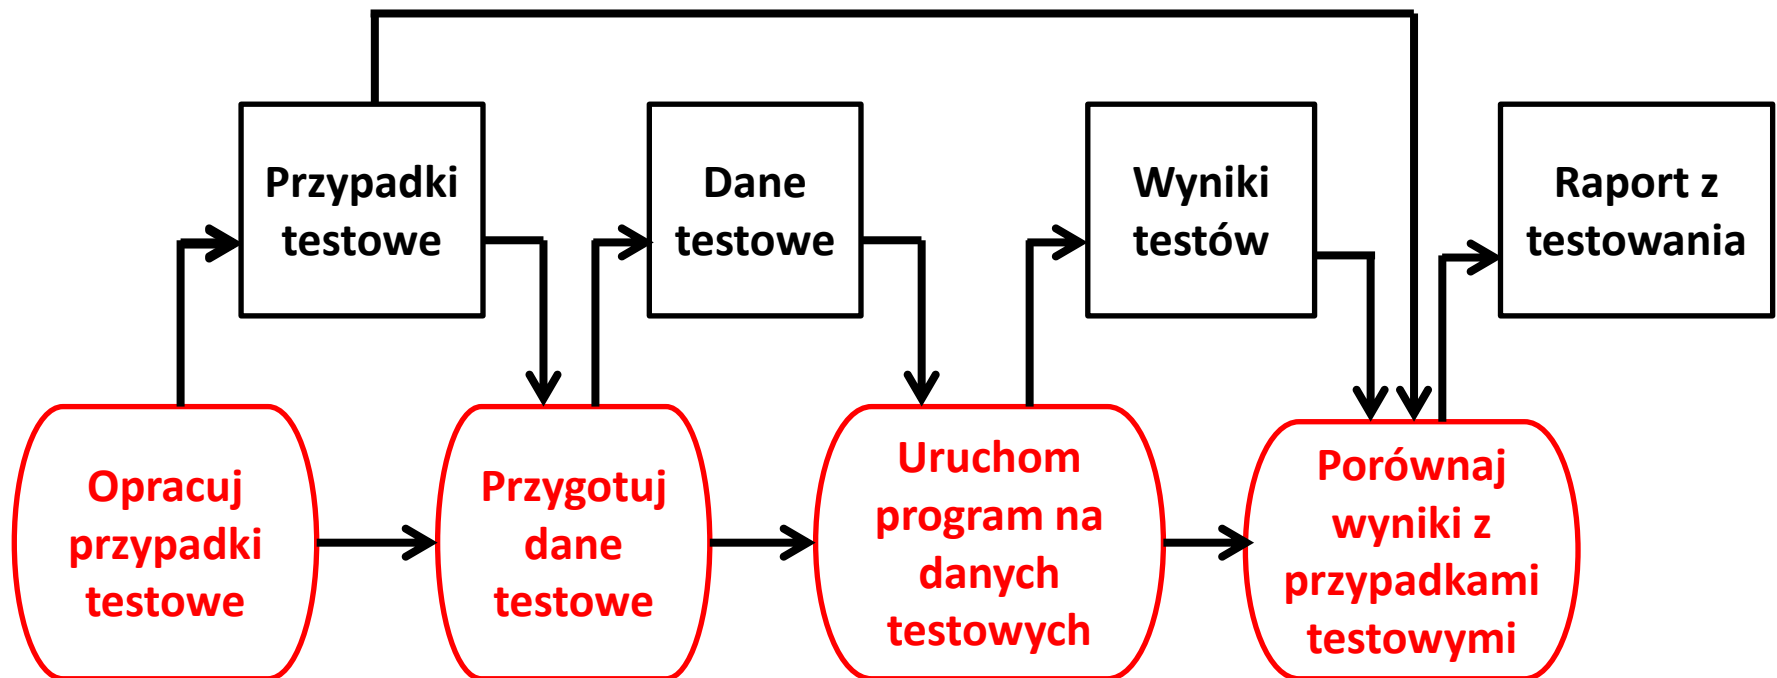 Przypadki
testowe
Dane
testowe
Wyniki
testów
Raport z
testowania
Opracuj
przypadki
testowe
Przygotuj
dane
testowe
Uruchom
program na
danych
testowych
Porównaj
wyniki z
przypadkami
testowymi